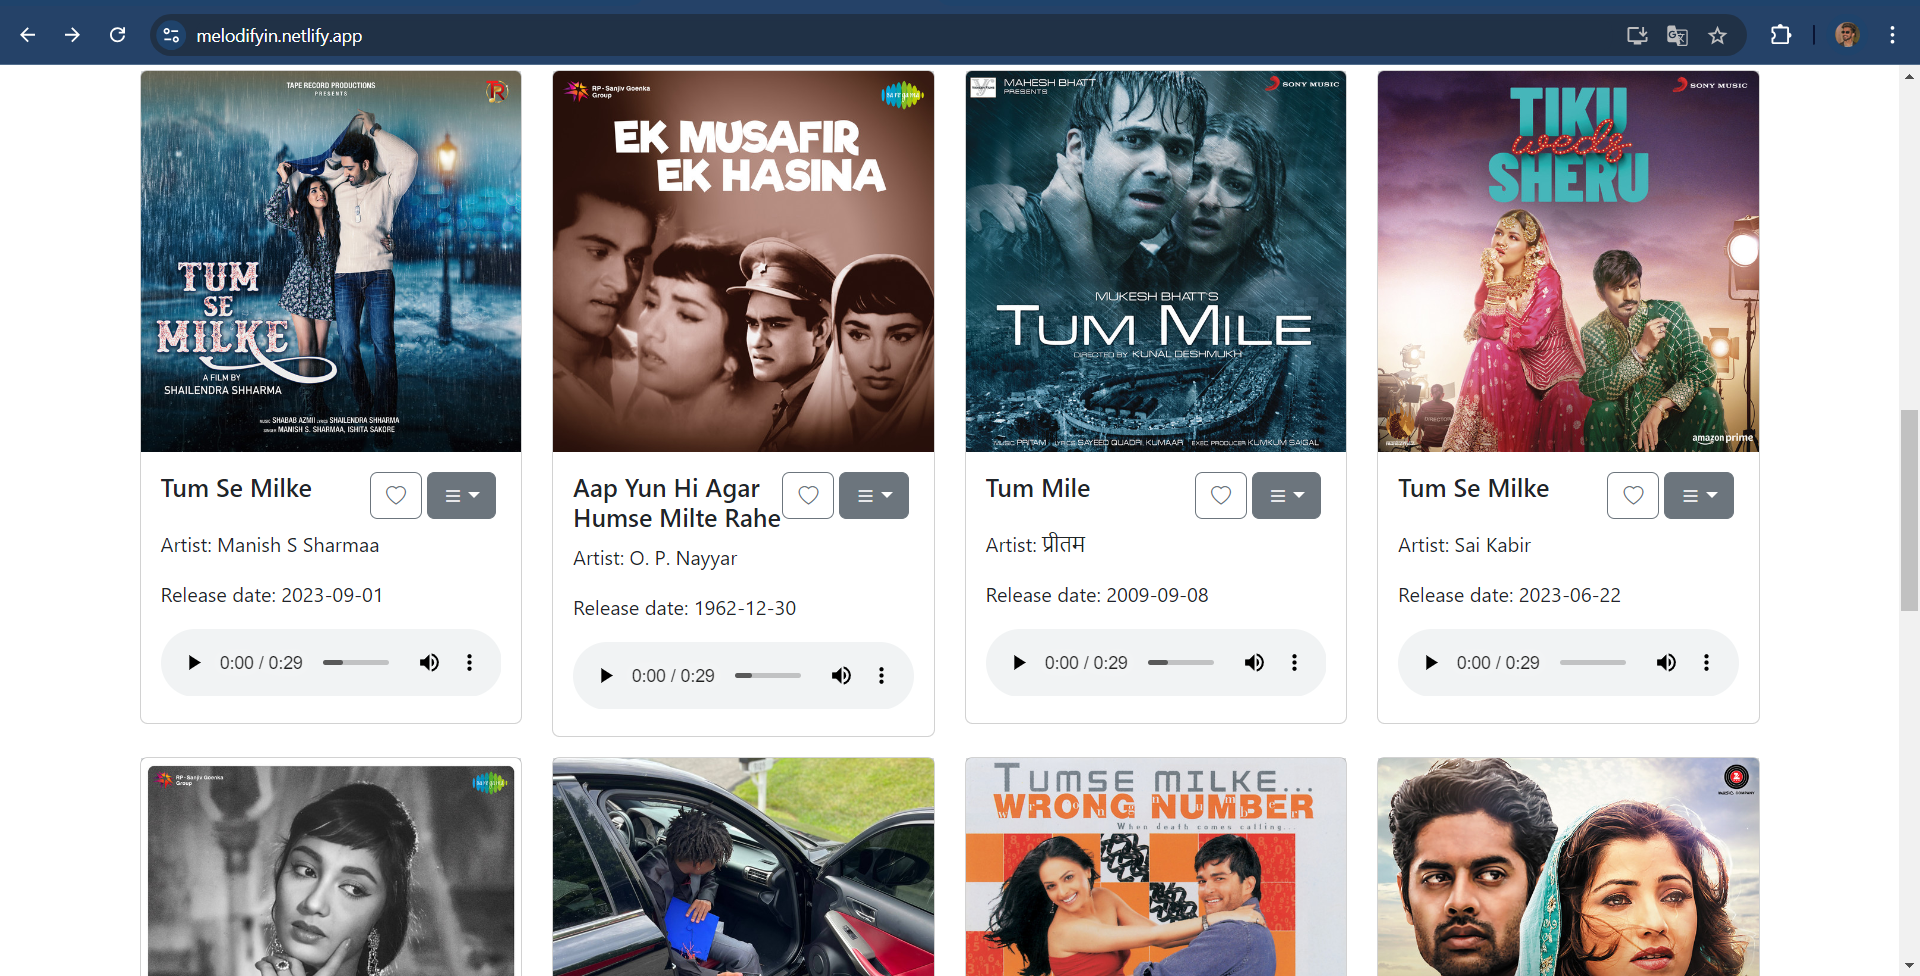 melodifyin.netlify.app
TAPE RECORD PRODUCTIONS
PRESENTS
TUM
SE
MILKE
A FILM BY
SHAILENDRA SHHARMA
MUSIC SHABAB AZMII LYRICS SHAILENDRA SHHARMA
SINGER MANISH S. SHARMAA, ISHITA SAKORE
RP-Sanjiv Goenka
Group
SAREGAMA
EK MUSAFIR
EK HASINA
MAHESH BHATT
PRESENTS
SONY MUSIC
MUKESH BHATT'S
TUM MILE
DIRECTED BY KUNAL DESHMUKH
MUSIC PRITAM LYRICS SAYEED QUADRI, KUMAAR EXEC PRODUCER KUMKUM SAIGAL
SONY MUSIC
TIKU
weds
SHERU
DIRECTOR
amazon prime
Tum Se Milke
Artist: Manish S Sharmaa
Release date: 2023-09-01
0:00 / 0:29
Aap Yun Hi Agar
Humse Milte Rahe
Artist: O. P. Nayyar
Release date: 1962-12-30
0:00 / 0:29
Tum Mile
Artist: प्रीतम
Release date: 2009-09-08
0:00 / 0:29
Tum Se Milke
Artist: Sai Kabir
Release date: 2023-06-22
0:00 / 0:29
RP-Sanjiv Goenka
Group
SAREGAMA
TUMSE MILKE...
WRONG NUMBER
When death comes calling...
MUSIC COMPANY